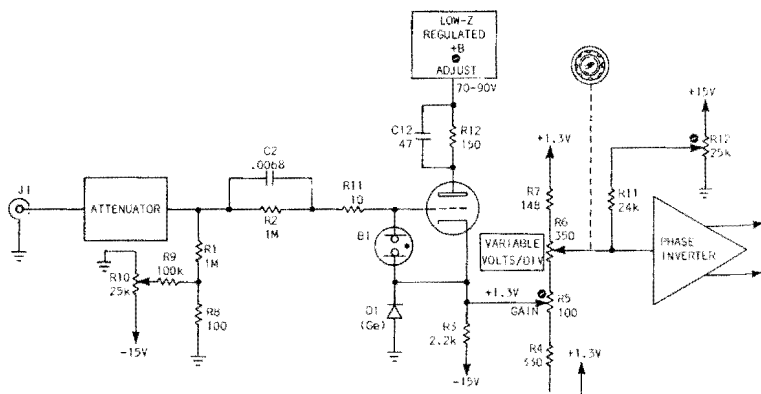 LOW-Z
REGULATED
+B
ADJUST
70-90V
C12
47
R12
150
+15V
R12
25k
+1.3V
C2
.0068
R11
10
R7
148
R11
24k
J1
ATTENUATOR
R2
1M
B1
R6
350
VARIABLE
VOLTS/DIV
PHASE
INVERTER
R1
1M
R9
100k
R10
25k
R8
100
-15V
D1
(Ge)
+1.3V
GAIN
R5
100
R3
2.2k
-15V
R4
330
+1.3V